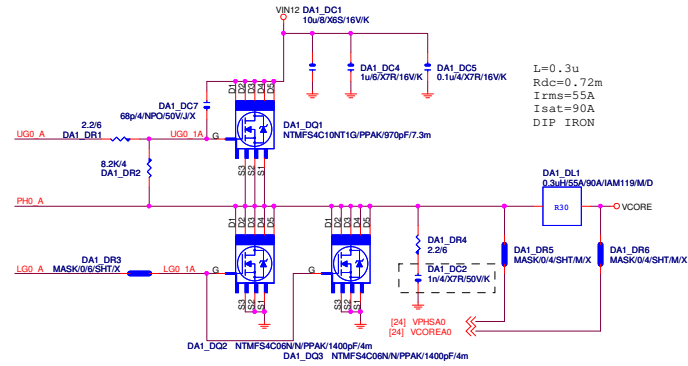 VIN12 DA1_DC1
10u/8/X6S/16V/K
DA1_DC4
1u/6/X7R/16V/K
DA1_DC5
0.1u/4/X7R/16V/K
L=0.3u
Rdc=0.72m
Irms=55A
Isat=90A
DIP IRON
D1
D2
D3
D4
D5
DA1_DC7
68p/4/NPO/50V/J/X
DA1_DQ1
NTMFS4C10NT1G/PPAK/970pF/7.3m
UG0_A
2.2/6
DA1_DR1
UG0_1A
G
S3
S2
S1
8.2K/4
DA1_DR2
PH0_A
DA1_DL1
0.3uH/55A/90A/IAM119/M/D
R30
VCORE
D1
D2
D3
D4
D5
D1
D2
D3
D4
D5
DA1_DR4
2.2/6
DA1_DR5
MASK/0/4/SHT/M/X
DA1_DR6
MASK/0/4/SHT/M/X
LG0_A
DA1_DR3
MASK/0/6/SHT/X
LG0_1A
G
G
DA1_DC2
1n/4/X7R/50V/K
S3
S2
S1
S3
S2
S1
[24] VPHSA0
[24] VCOREA0
DA1_DQ2 NTMFS4C06N/N/PPAK/1400pF/4m
DA1_DQ3 NTMFS4C06N/N/PPAK/1400pF/4m